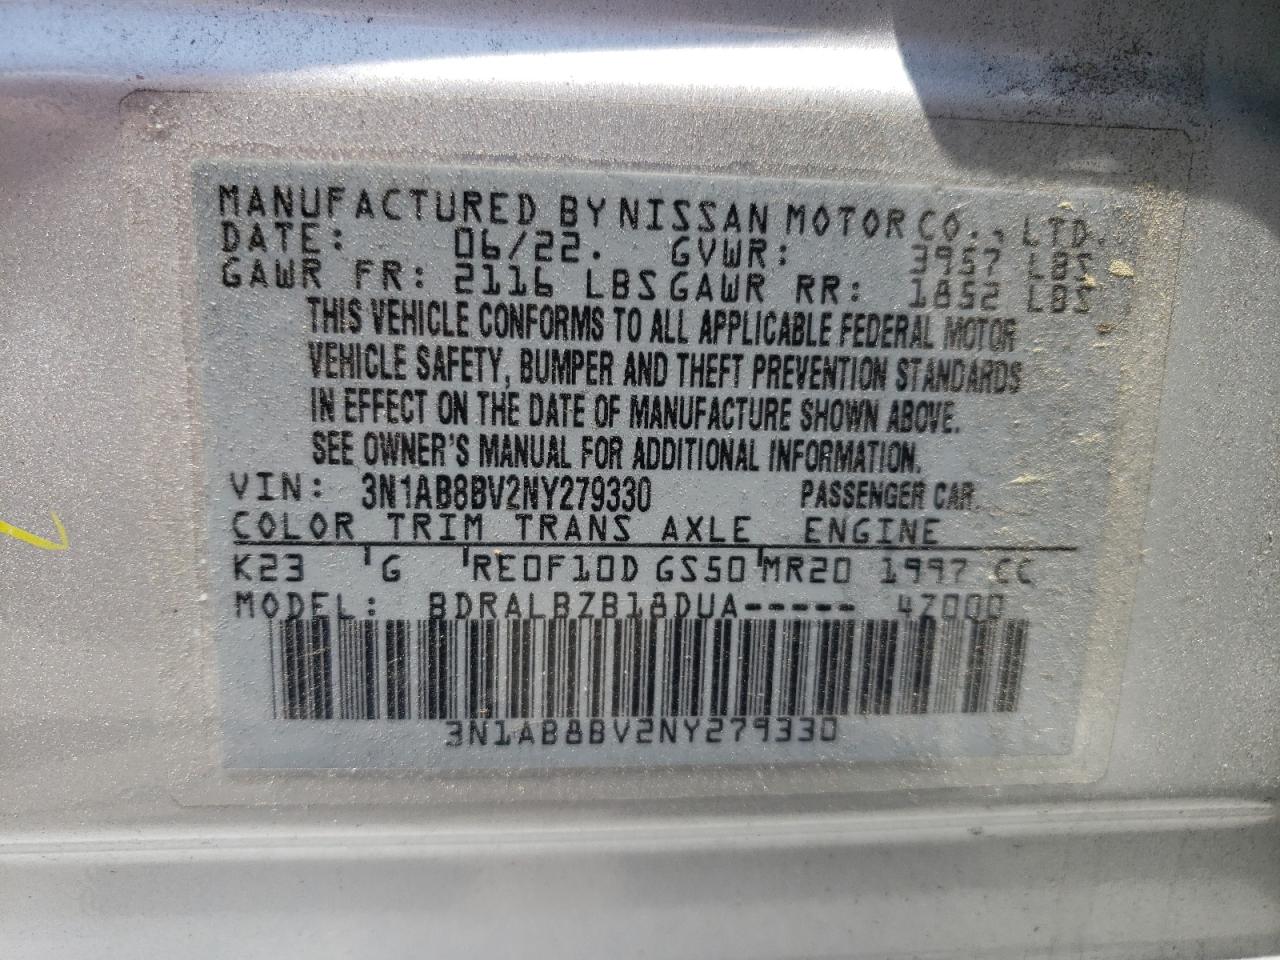 MANUFACTURED BY NISSAN MOTOR CO., LTD.
DATE: 06/22. GVWR: 3957 LBS
GAWR FR: 2116 LBS GAWR RR: 1852 LBS
THIS VEHICLE CONFORMS TO ALL APPLICABLE FEDERAL MOTOR
VEHICLE SAFETY, BUMPER AND THEFT PREVENTION STANDARDS
IN EFFECT ON THE DATE OF MANUFACTURE SHOWN ABOVE.
SEE OWNER'S MANUAL FOR ADDITIONAL INFORMATION.
VIN: 3N1AB8BV2NY279330 PASSENGER CAR.
COLOR TRIM TRANS AXLE ENGINE
K23 G RE0F10D GS50 MR20 1997 CC
MODEL: BDRALBZB18DUA----- 47000
3N1AB8BV2NY279330